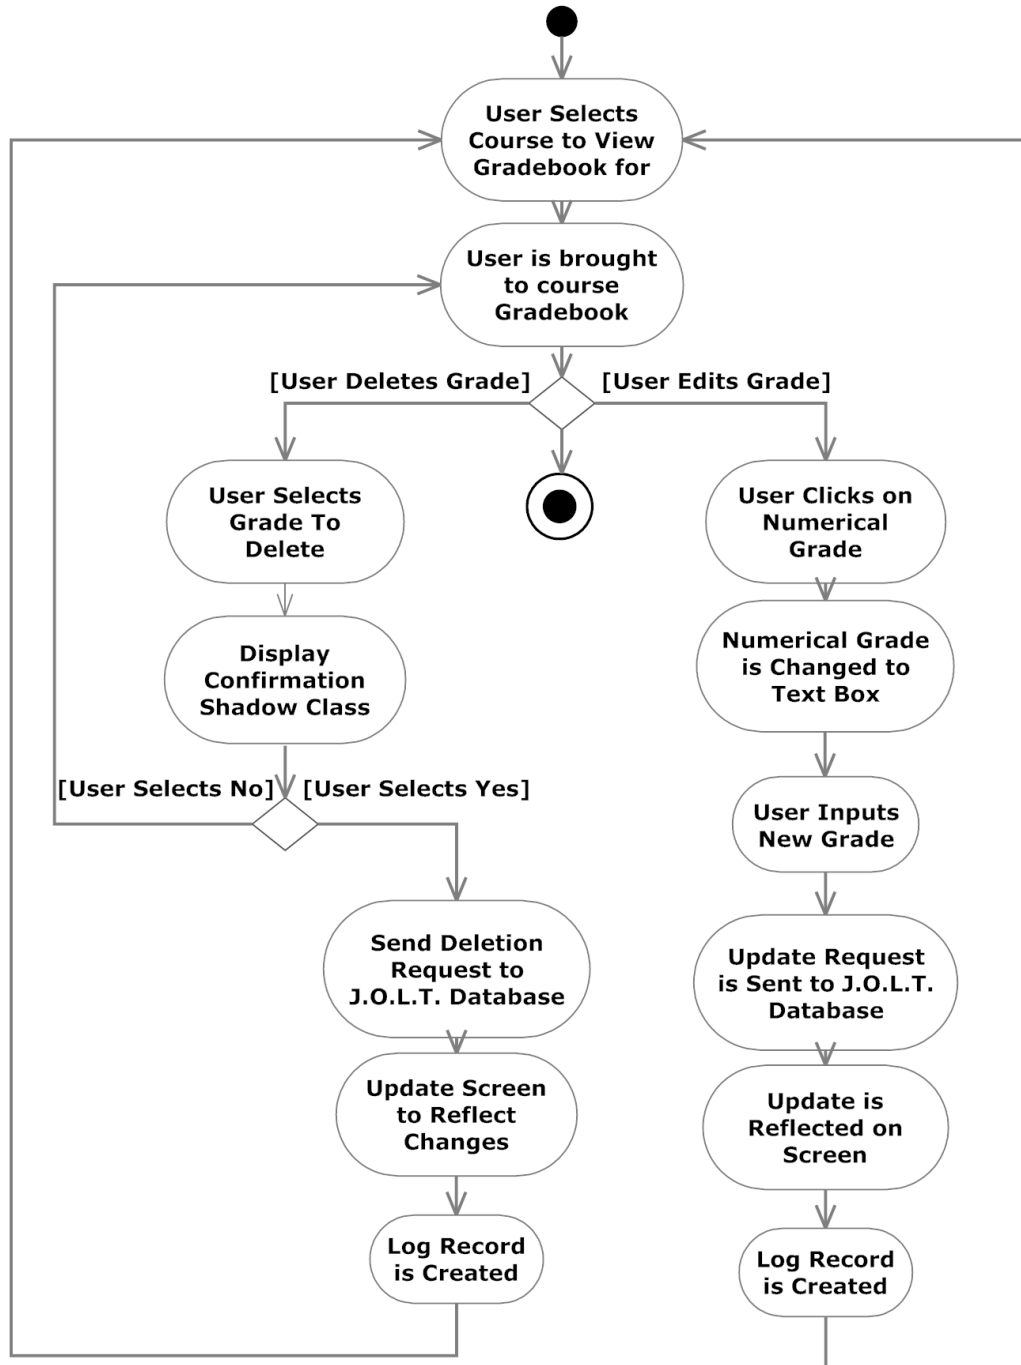 User Selects
Course to View
Gradebook for
User is brought
to course
Gradebook
[User Deletes Grade]
[User Edits Grade]
User Selects
Grade To
Delete
User Clicks on
Numerical
Grade
Display
Confirmation
Shadow Class
Numerical Grade
is Changed to
Text Box
[User Selects No]
[User Selects Yes]
User Inputs
New Grade
Send Deletion
Request to
J.O.L.T. Database
Update Request
is Sent to J.O.L.T.
Database
Update Screen
to Reflect
Changes
Update is
Reflected on
Screen
Log Record
is Created
Log Record
is Created